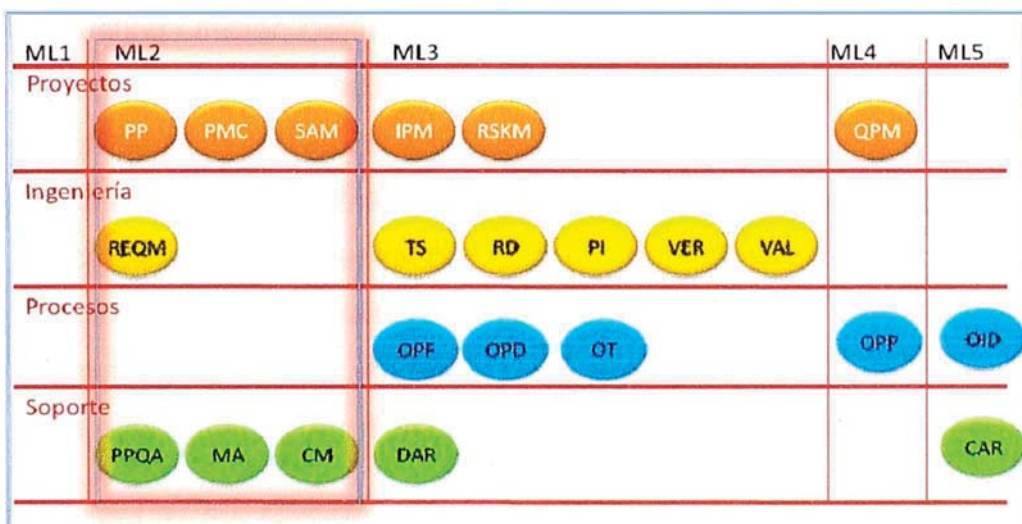 ML1 ML2 ML3 ML4 ML5
Proyectos
PP PMC SAM IPM RSKM QPM
Ingeniería
REQM TS RD PI VER VAL
Procesos
OPF OPD OT OPP OID
Soporte
PPQA MA CM DAR CAR